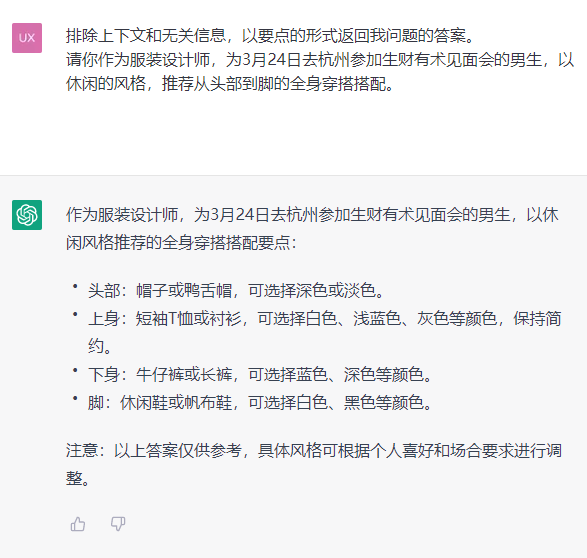 UX
排除上下文和无关信息，以要点的形式返回我问题的答案。
请你作为服装设计师，为3月24日去杭州参加生财有术见面会的男生，以
休闲的风格，推荐从头部到脚的全身穿搭搭配。
作为服装设计师，为3月24日去杭州参加生财有术见面会的男生，以休
闲风格推荐的全身穿搭搭配要点：
• 头部：帽子或鸭舌帽，可选择深色或淡色。
• 上身：短袖T恤或衬衫，可选择白色、浅蓝色、灰色等颜色，保持简
约。
• 下身：牛仔裤或长裤，可选择蓝色、深色等颜色。
• 脚：休闲鞋或帆布鞋，可选择白色、黑色等颜色。
注意：以上答案仅供参考，具体风格可根据个人喜好和场合要求进行调
整。